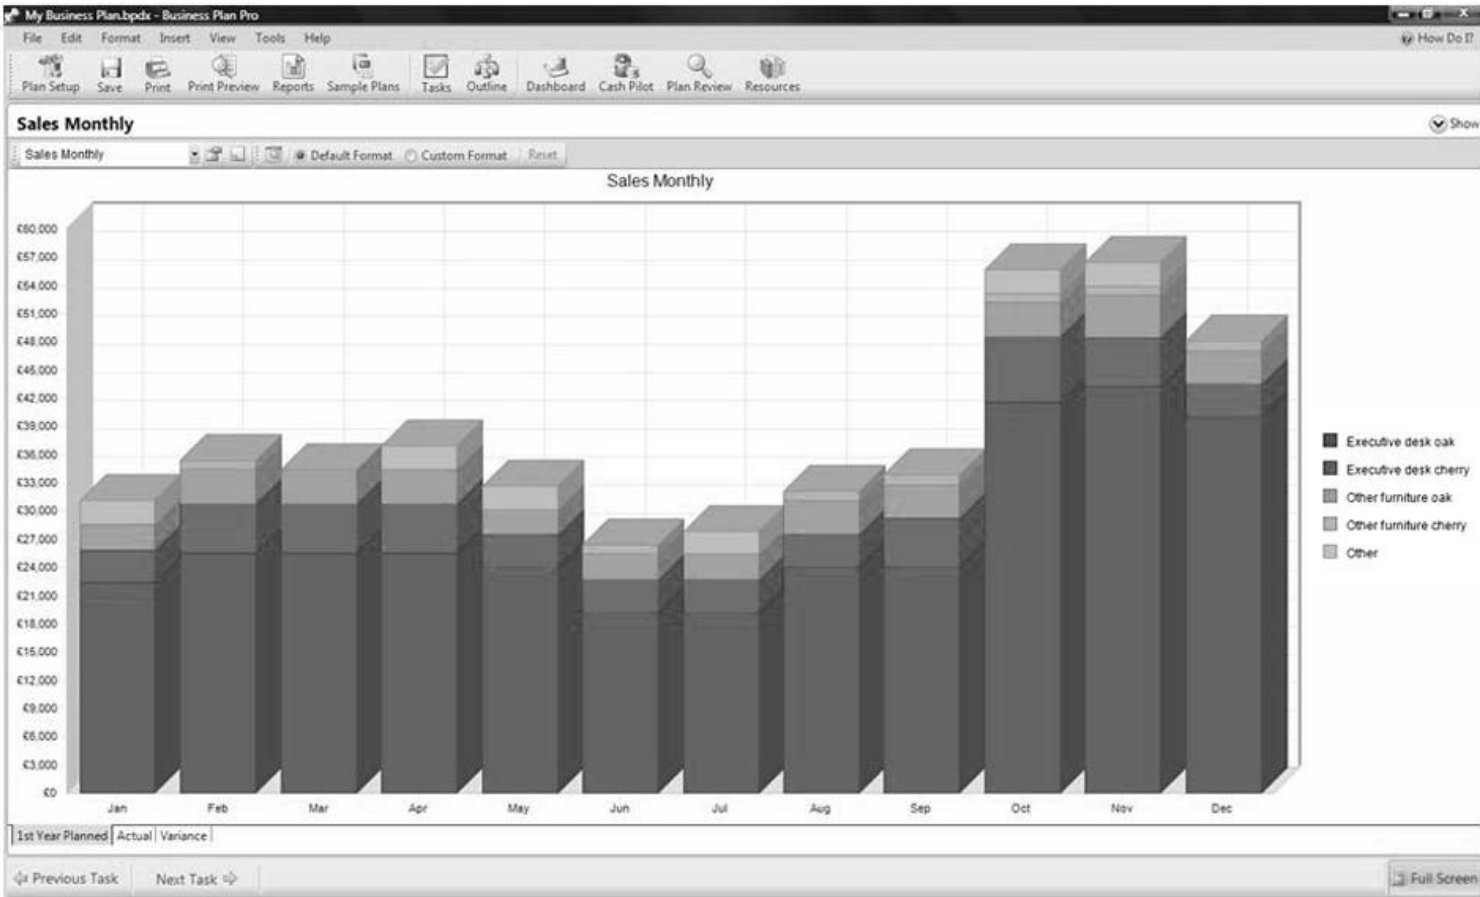 My Business Plan.bpdx - Business Plan Pro
File Edit Format Insert View Tools Help
How Do I?
Plan Setup Save Print Print Preview Reports Sample Plans Tasks Outline Dashboard Cash Pilot Plan Review Resources
Sales Monthly
Show
Sales Monthly Default Format Custom Format Reset
Sales Monthly
€60,000
€57,000
€54,000
€51,000
€48,000
€45,000
€42,000
€39,000
€36,000
€33,000
€30,000
€27,000
€24,000
€21,000
€18,000
€15,000
€12,000
€9,000
€6,000
€3,000
€0
Executive desk oak
Executive desk cherry
Other furniture oak
Other furniture cherry
Other
Jan Feb Mar Apr May Jun Jul Aug Sep Oct Nov Dec
1st Year Planned Actual Variance
Previous Task Next Task
Full Screen